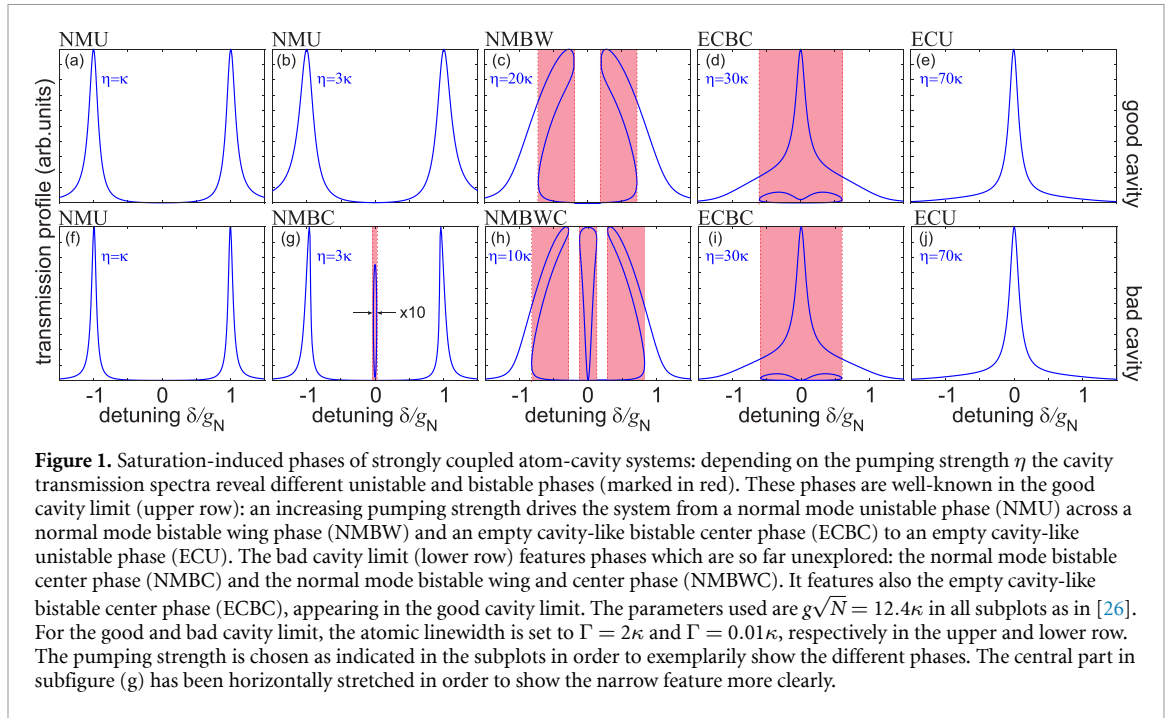 NMU NMU NMBW ECBC ECU
(a) (b) (c) (d) (e)
η=κ η=3κ η=20κ η=30κ η=70κ
good cavity
transmission profile (arb.units)
NMU NMBC NMBWC ECBC ECU
(f) (g) (h) (i) (j)
η=κ η=3κ η=10κ η=30κ η=70κ
x10
bad cavity
-1 0 1 -1 0 1 -1 0 1 -1 0 1 -1 0 1
detuning δ/gN detuning δ/gN detuning δ/gN detuning δ/gN detuning δ/gN
Figure 1. Saturation-induced phases of strongly coupled atom-cavity systems: depending on the pumping strength η the cavity
transmission spectra reveal different unistable and bistable phases (marked in red). These phases are well-known in the good
cavity limit (upper row): an increasing pumping strength drives the system from a normal mode unistable phase (NMU) across a
normal mode bistable wing phase (NMBW) and an empty cavity-like bistable center phase (ECBC) to an empty cavity-like
unistable phase (ECU). The bad cavity limit (lower row) features phases which are so far unexplored: the normal mode bistable
center phase (NMBC) and the normal mode bistable wing and center phase (NMBWC). It features also the empty cavity-like
bistable center phase (ECBC), appearing in the good cavity limit. The parameters used are g√N = 12.4κ in all subplots as in [26].
For the good and bad cavity limit, the atomic linewidth is set to Γ = 2κ and Γ = 0.01κ, respectively in the upper and lower row.
The pumping strength is chosen as indicated in the subplots in order to exemplarily show the different phases. The central part in
subfigure (g) has been horizontally stretched in order to show the narrow feature more clearly.